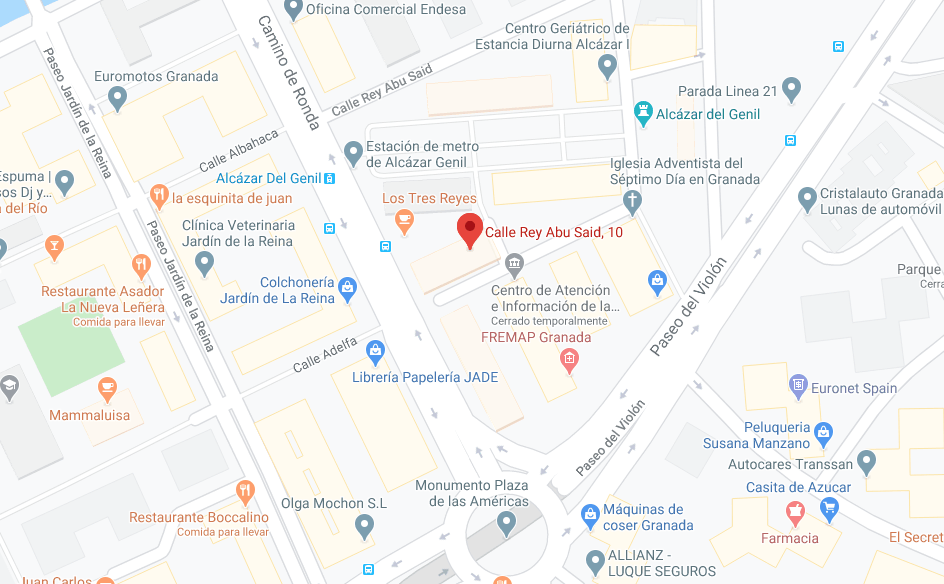 Oficina Comercial Endesa
Camino de Ronda
Centro Geriátrico de
Estancia Diurna Alcázar I
Paseo Jardín de la Reina
Euromotos Granada
Calle Rey Abu Said
Parada Linea 21
Alcázar del Genil
Calle Albahaca
Estación de metro
de Alcázar Genil
Alcázar Del Genil
Iglesia Adventista del
Séptimo Día en Granada
Espuma |
sos Dj y…
a del Río
la esquinita de juan
Los Tres Reyes
Cristalauto Granada
Lunas de automóvil
Clínica Veterinaria
Jardín de la Reina
Calle Rey Abu Said, 10
Paseo Jardín de la Reina
Paseo del Violón
Parque
Cerra
Restaurante Asador
La Nueva Leñera
Comida para llevar
Colchonería
Jardín de La Reina
Centro de Atención
e Información de la…
Cerrado temporalmente
FREMAP Granada
Calle Adelfa
Librería Papelería JADE
Euronet Spain
Mammaluisa
Paseo del Violón
Peluqueria
Susana Manzano
Autocares Transsan
Monumento Plaza
de las Américas
Casita de Azucar
Olga Mochon S.L
Restaurante Boccalino
Comida para llevar
Máquinas de
coser Granada
Farmacia
El Secret
ALLIANZ -
LUQUE SEGUROS
Juan Carlos